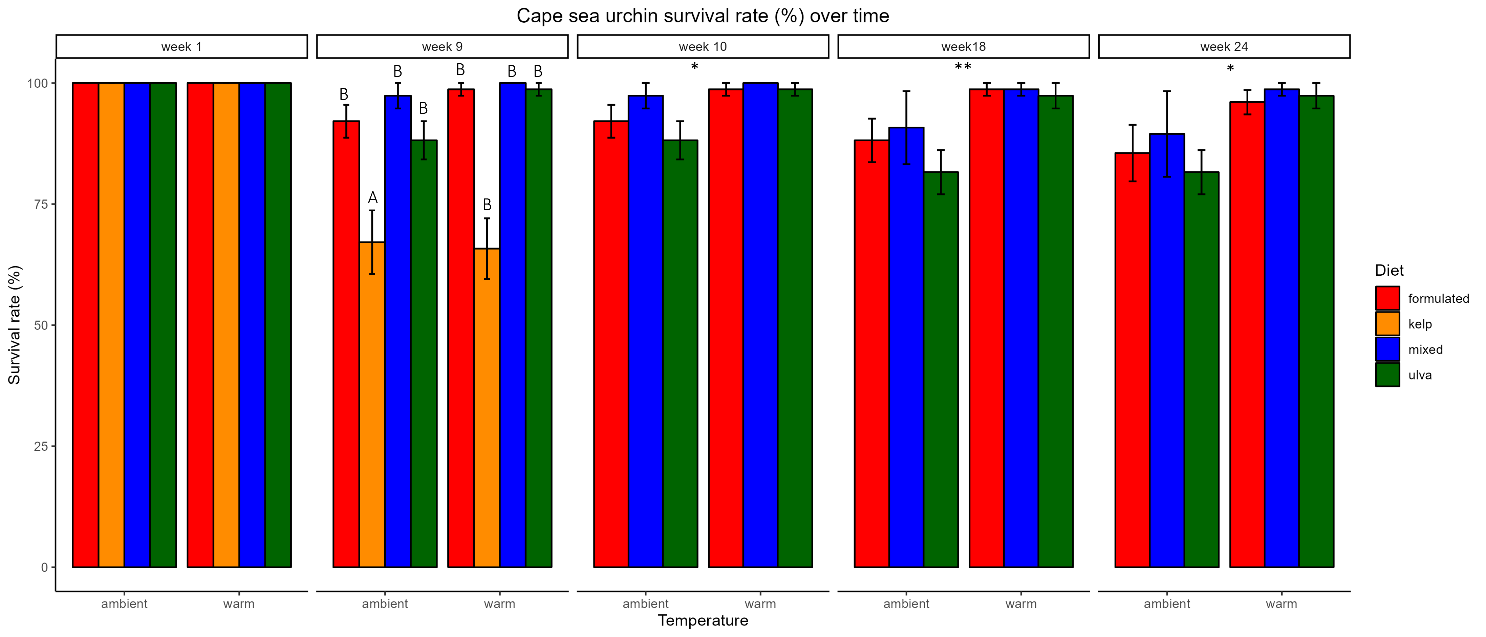 Cape sea urchin survival rate (%) over time
week 1
week 9
week 10
week18
week 24
B
A
B
B
B
B
B
B
*
**
*
Survival rate (%)
100
75
50
25
0
ambient
warm
ambient
warm
ambient
warm
ambient
warm
ambient
warm
Temperature
Diet
formulated
kelp
mixed
ulva